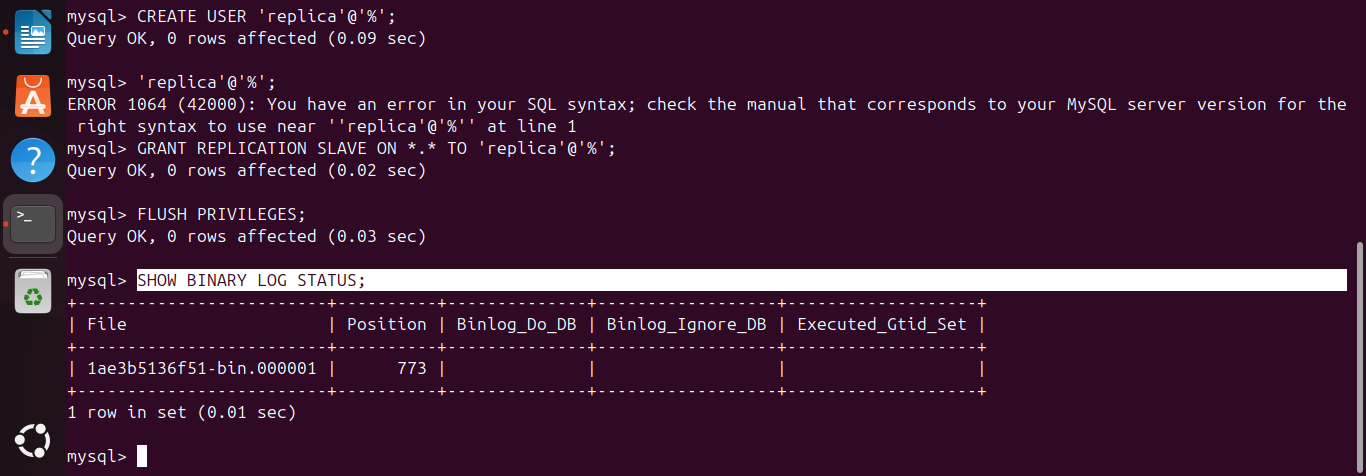 mysql> CREATE USER 'replica'@'%';
Query OK, 0 rows affected (0.09 sec)
mysql> 'replica'@'%';
ERROR 1064 (42000): You have an error in your SQL syntax; check the manual that corresponds to your MySQL server version for the
 right syntax to use near ''replica'@'%'' at line 1
mysql> GRANT REPLICATION SLAVE ON *.* TO 'replica'@'%';
Query OK, 0 rows affected (0.02 sec)
mysql> FLUSH PRIVILEGES;
Query OK, 0 rows affected (0.03 sec)
mysql> SHOW BINARY LOG STATUS;
+-------------------------+----------+--------------+------------------+-------------------+
| File                    | Position | Binlog_Do_DB | Binlog_Ignore_DB | Executed_Gtid_Set |
+-------------------------+----------+--------------+------------------+-------------------+
| 1ae3b5136f51-bin.000001 |      773 |              |                  |                   |
+-------------------------+----------+--------------+------------------+-------------------+
1 row in set (0.01 sec)
mysql>